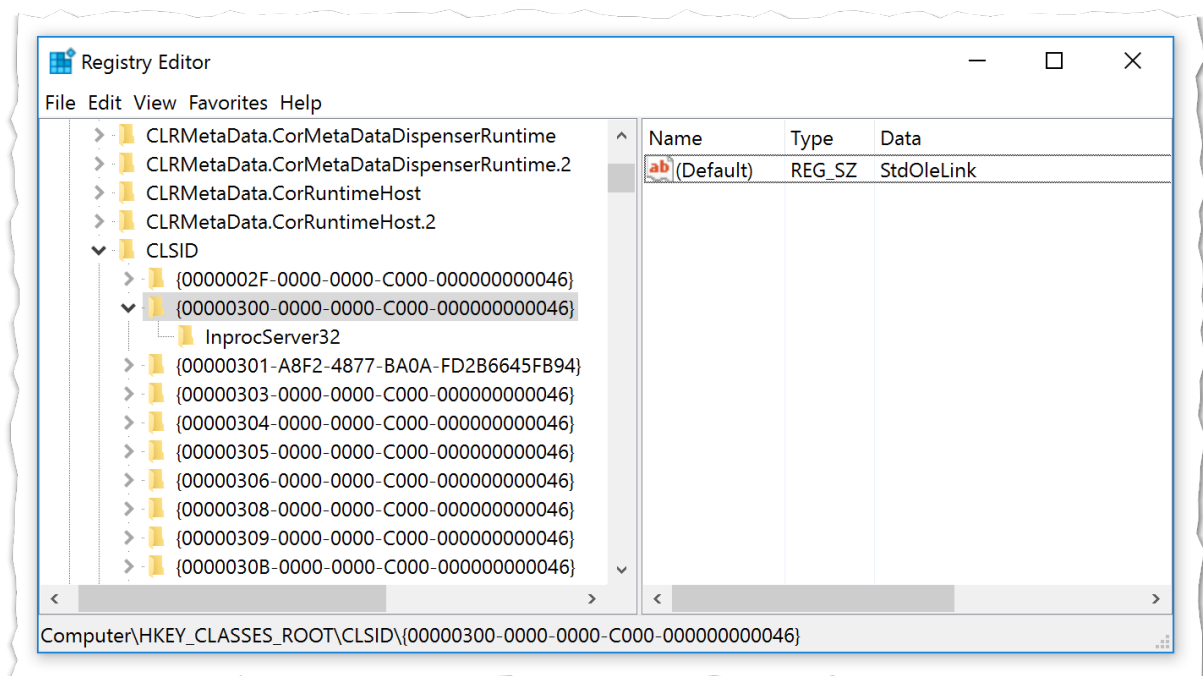 Registry Editor
File Edit View Favorites Help
CLRMetaData.CorMetaDataDispenserRuntime
CLRMetaData.CorMetaDataDispenserRuntime.2
CLRMetaData.CorRuntimeHost
CLRMetaData.CorRuntimeHost.2
CLSID
{0000002F-0000-0000-C000-000000000046}
{00000300-0000-0000-C000-000000000046}
InprocServer32
{00000301-A8F2-4877-BA0A-FD2B6645FB94}
{00000303-0000-0000-C000-000000000046}
{00000304-0000-0000-C000-000000000046}
{00000305-0000-0000-C000-000000000046}
{00000306-0000-0000-C000-000000000046}
{00000308-0000-0000-C000-000000000046}
{00000309-0000-0000-C000-000000000046}
{0000030B-0000-0000-C000-000000000046}
Name Type Data
ab (Default) REG_SZ StdOleLink
Computer\HKEY_CLASSES_ROOT\CLSID\{00000300-0000-0000-C000-000000000046}